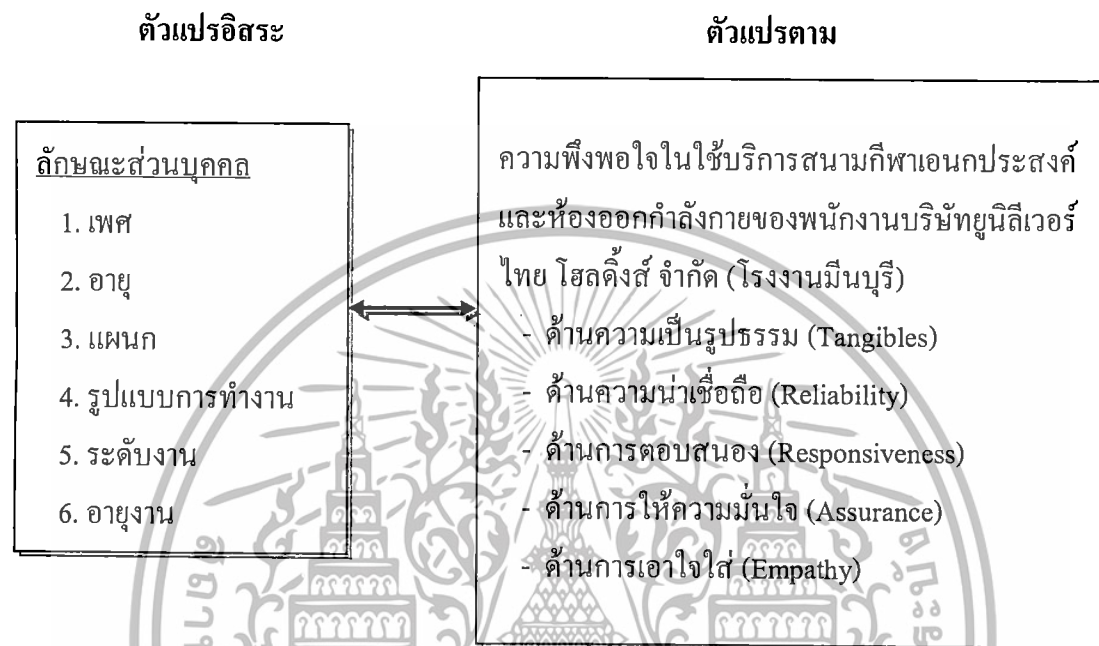 ตัวแปรอิสระ
ตัวแปรตาม
ลักษณะส่วนบุคคล
1. เพศ
2. อายุ
3. แผนก
4. รูปแบบการทำงาน
5. ระดับงาน
6. อายุงาน
ความพึงพอใจในใช้บริการสนามกีฬาเอนกประสงค์
และห้องออกกำลังกายของพนักงานบริษัทยูนิลีเวอร์
ไทย โฮลดิ้งส์ จำกัด (โรงงานมีนบุรี)
- ด้านความเป็นรูปธรรม (Tangibles)
- ด้านความน่าเชื่อถือ (Reliability)
- ด้านการตอบสนอง (Responsiveness)
- ด้านการให้ความมั่นใจ (Assurance)
- ด้านการเอาใจใส่ (Empathy)